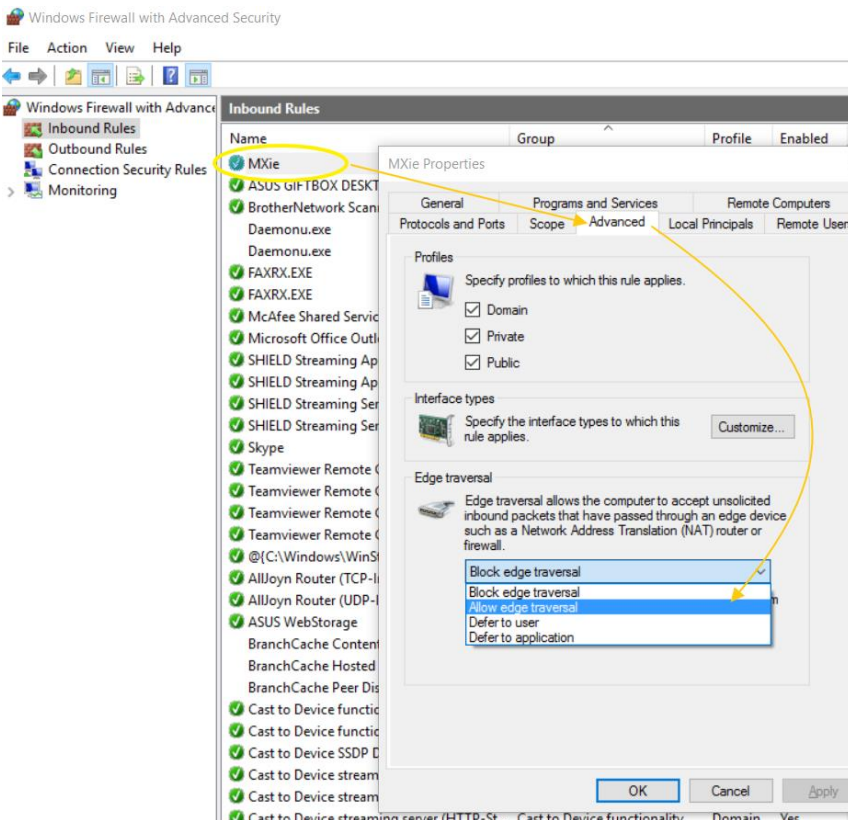 Windows Firewall with Advanced Security
File Action View Help
Windows Firewall with Advance
Inbound Rules
Outbound Rules
Connection Security Rules
Monitoring
Inbound Rules
Name Group Profile Enabled
MXie
ASUS GIFTBOX DESKT
BrotherNetwork Scan
Daemonu.exe
Daemonu.exe
FAXRX.EXE
FAXRX.EXE
McAfee Shared Servic
Microsoft Office Outl
SHIELD Streaming Ap
SHIELD Streaming Ap
SHIELD Streaming Ser
SHIELD Streaming Ser
Skype
Teamviewer Remote
Teamviewer Remote
Teamviewer Remote
Teamviewer Remote
@{C:\Windows\WinS
AllJoyn Router (TCP-I
AllJoyn Router (UDP-I
ASUS WebStorage
BranchCache Content
BranchCache Hosted
BranchCache Peer Dis
Cast to Device functio
Cast to Device functio
Cast to Device SSDP D
Cast to Device stream
Cast to Device stream
Cast to Device streaming server (HTTP-St Cast to Device functionality Domain Yes
MXie Properties
General Programs and Services Remote Computers
Protocols and Ports Scope Advanced Local Principals Remote User
Profiles
Specify profiles to which this rule applies.
Domain
Private
Public
Interface types
Specify the interface types to which this
rule applies.
Customize...
Edge traversal
Edge traversal allows the computer to accept unsolicited
inbound packets that have passed through an edge device
such as a Network Address Translation (NAT) router or
firewall.
Block edge traversal
Block edge traversal
Allow edge traversal
Defer to user
Defer to application
OK Cancel Apply